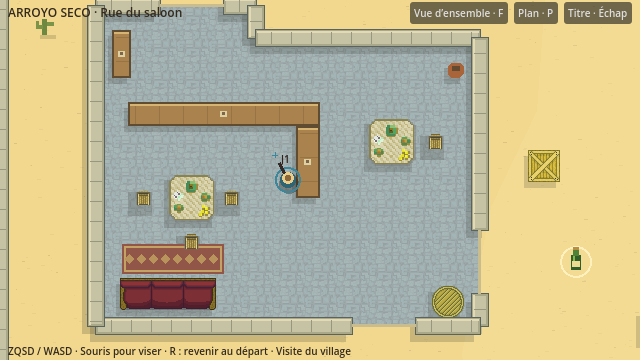 ARROYO SECO · Rue du saloon
Vue d'ensemble · F
Plan · P
Titre · Échap
J1
ZQSD / WASD · Souris pour viser · R : revenir au départ · Visite du village